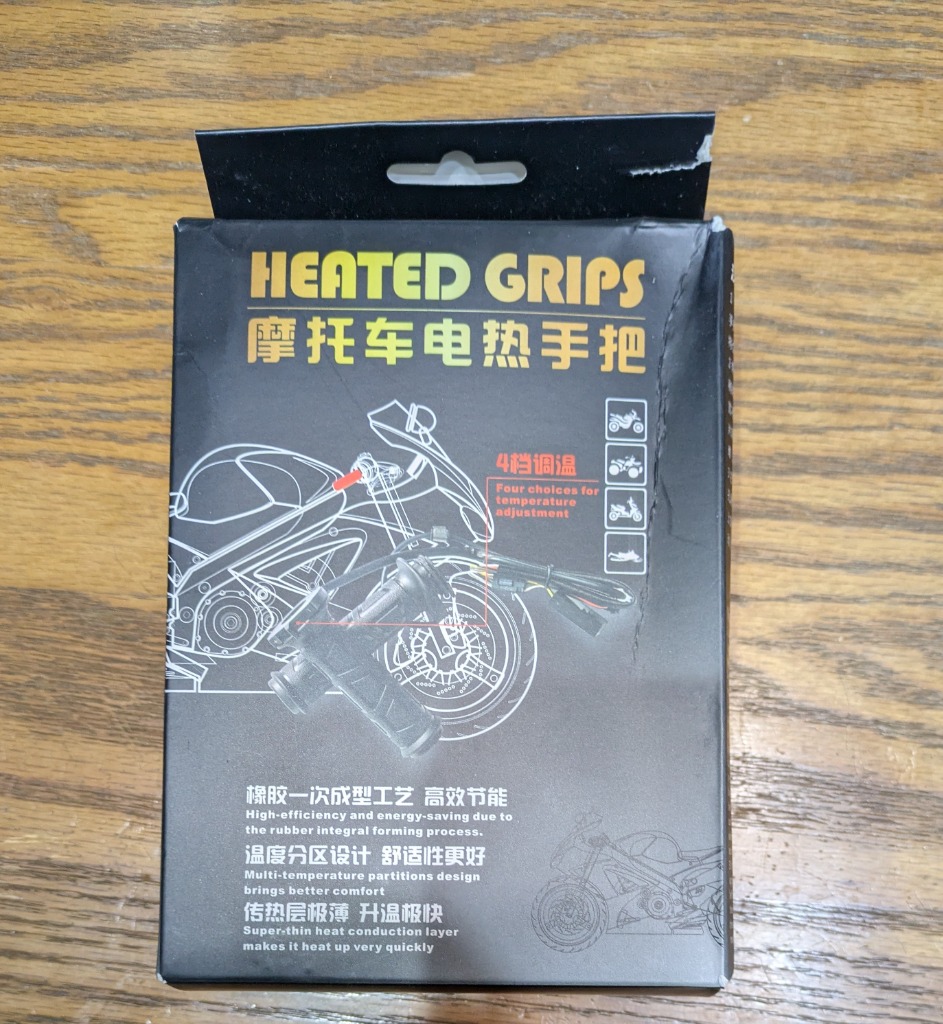 HEATED GRIPS
摩托车电热手把
4档调温
Four choices for
temperature
adjustment
橡胶一次成型工艺 高效节能
High-efficiency and energy-saving due to
the rubber integral forming process.
温度分区设计 舒适性更好
Multi-temperature partitions design
brings better comfort
传热层极薄 升温极快
Super-thin heat conduction layer
makes it heat up very quickly